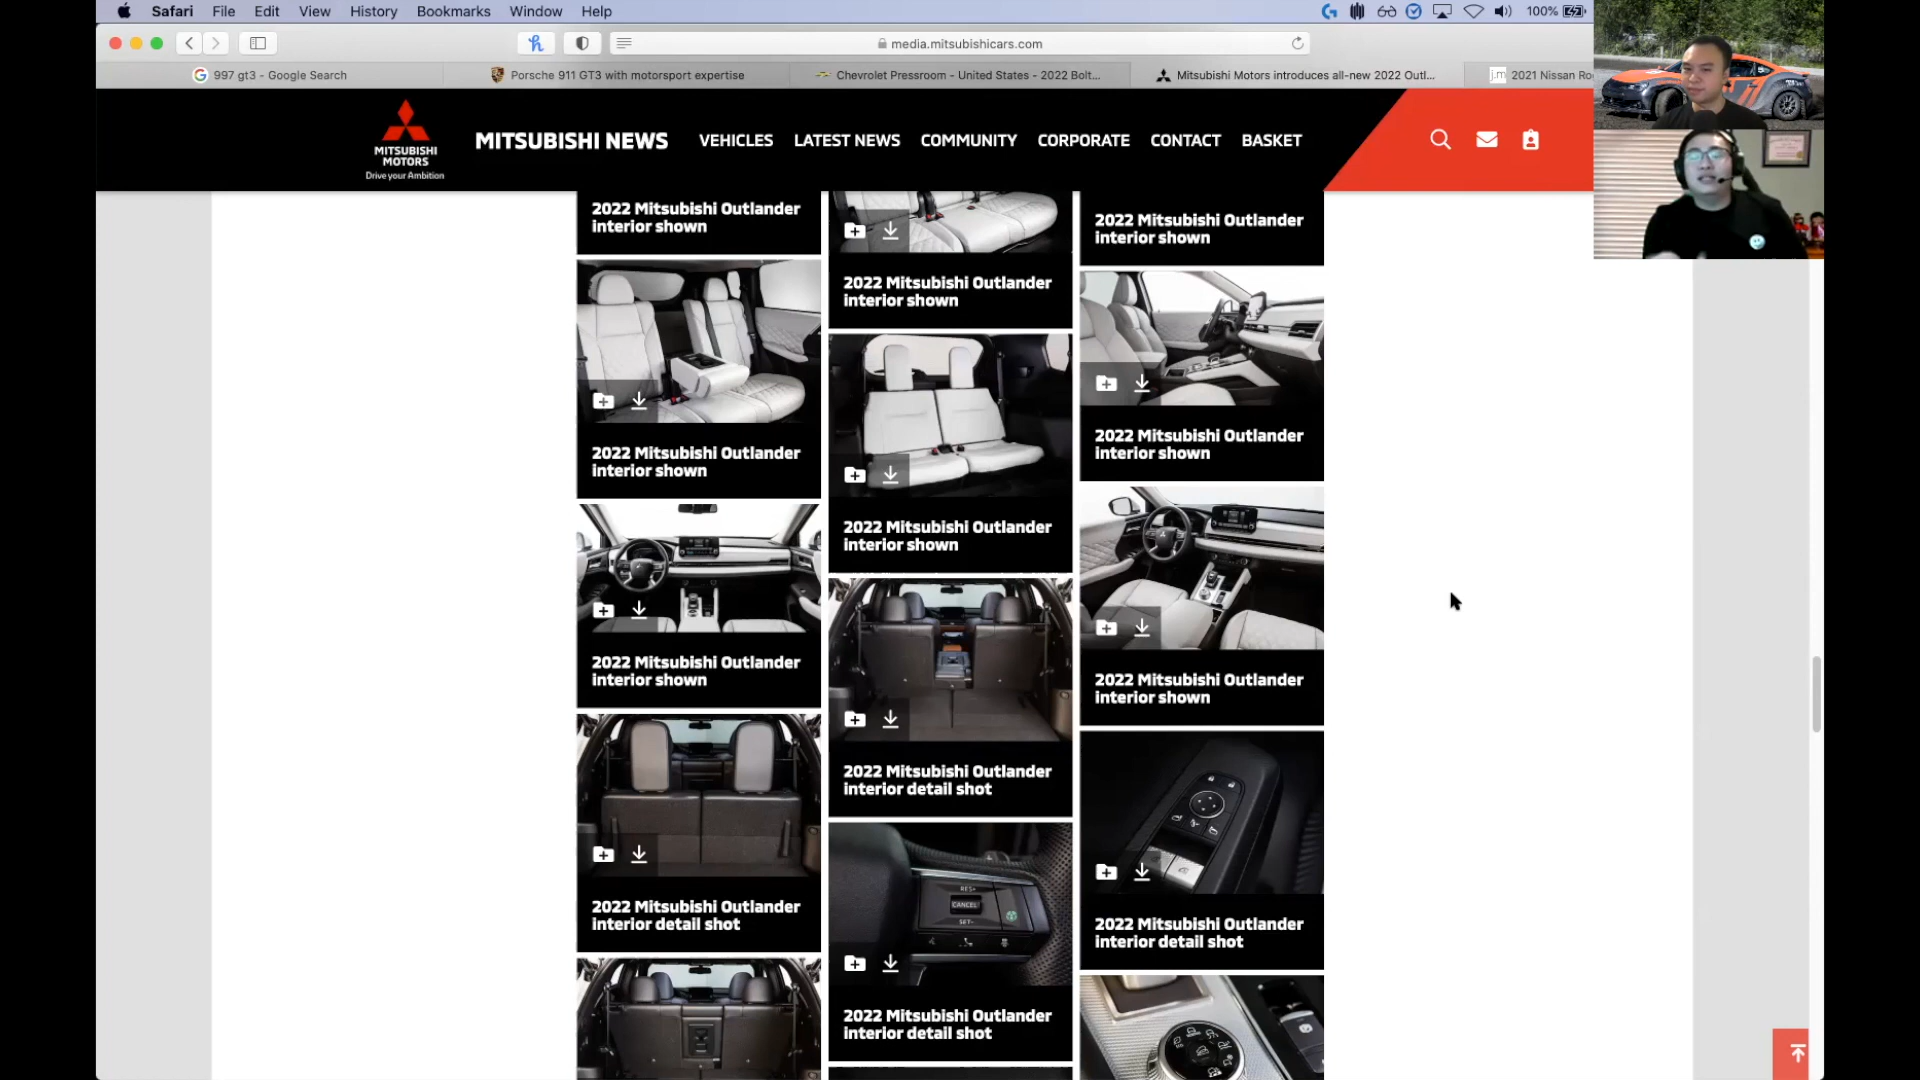 Safari File Edit View History Bookmarks Window Help
100%
media.mitsubishicars.com
997 gt3 - Google Search
Porsche 911 GT3 with motorsport expertise
Chevrolet Pressroom - United States - 2022 Bolt...
Mitsubishi Motors introduces all-new 2022 Outl...
j.m 2021 Nissan Ro
MITSUBISHI
MOTORS
Drive your Ambition
MITSUBISHI NEWS
VEHICLES LATEST NEWS COMMUNITY CORPORATE CONTACT BASKET
2022 Mitsubishi Outlander
interior shown
2022 Mitsubishi Outlander
interior shown
2022 Mitsubishi Outlander
interior shown
2022 Mitsubishi Outlander
interior shown
2022 Mitsubishi Outlander
interior shown
2022 Mitsubishi Outlander
interior shown
2022 Mitsubishi Outlander
interior shown
2022 Mitsubishi Outlander
interior detail shot
2022 Mitsubishi Outlander
interior shown
2022 Mitsubishi Outlander
interior detail shot
RES+
CANCEL
SET-
2022 Mitsubishi Outlander
interior detail shot
2022 Mitsubishi Outlander
interior detail shot